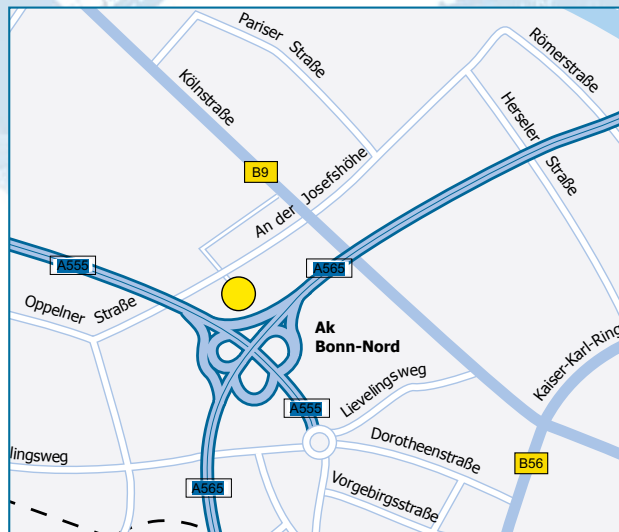 Pariser Straße
Römerstraße
Kölnstraße
Herseler Straße
B9
An der Josefshöhe
A555
A565
Oppelner Straße
Ak
Bonn-Nord
Kaiser-Karl-Ring
Lievelingsweg
A555
Dorotheenstraße
lingsweg
B56
A565
Vorgebirgsstraße